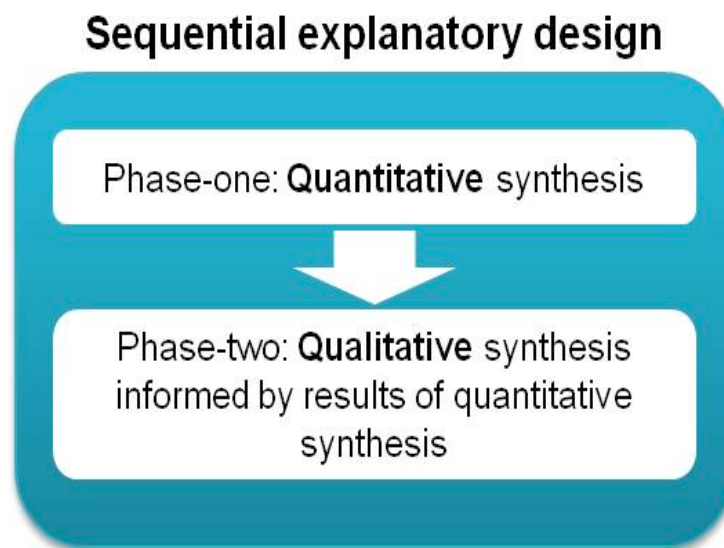 Sequential explanatory design
Phase-one: Quantitative synthesis
Phase-two: Qualitative synthesis
informed by results of quantitative
synthesis